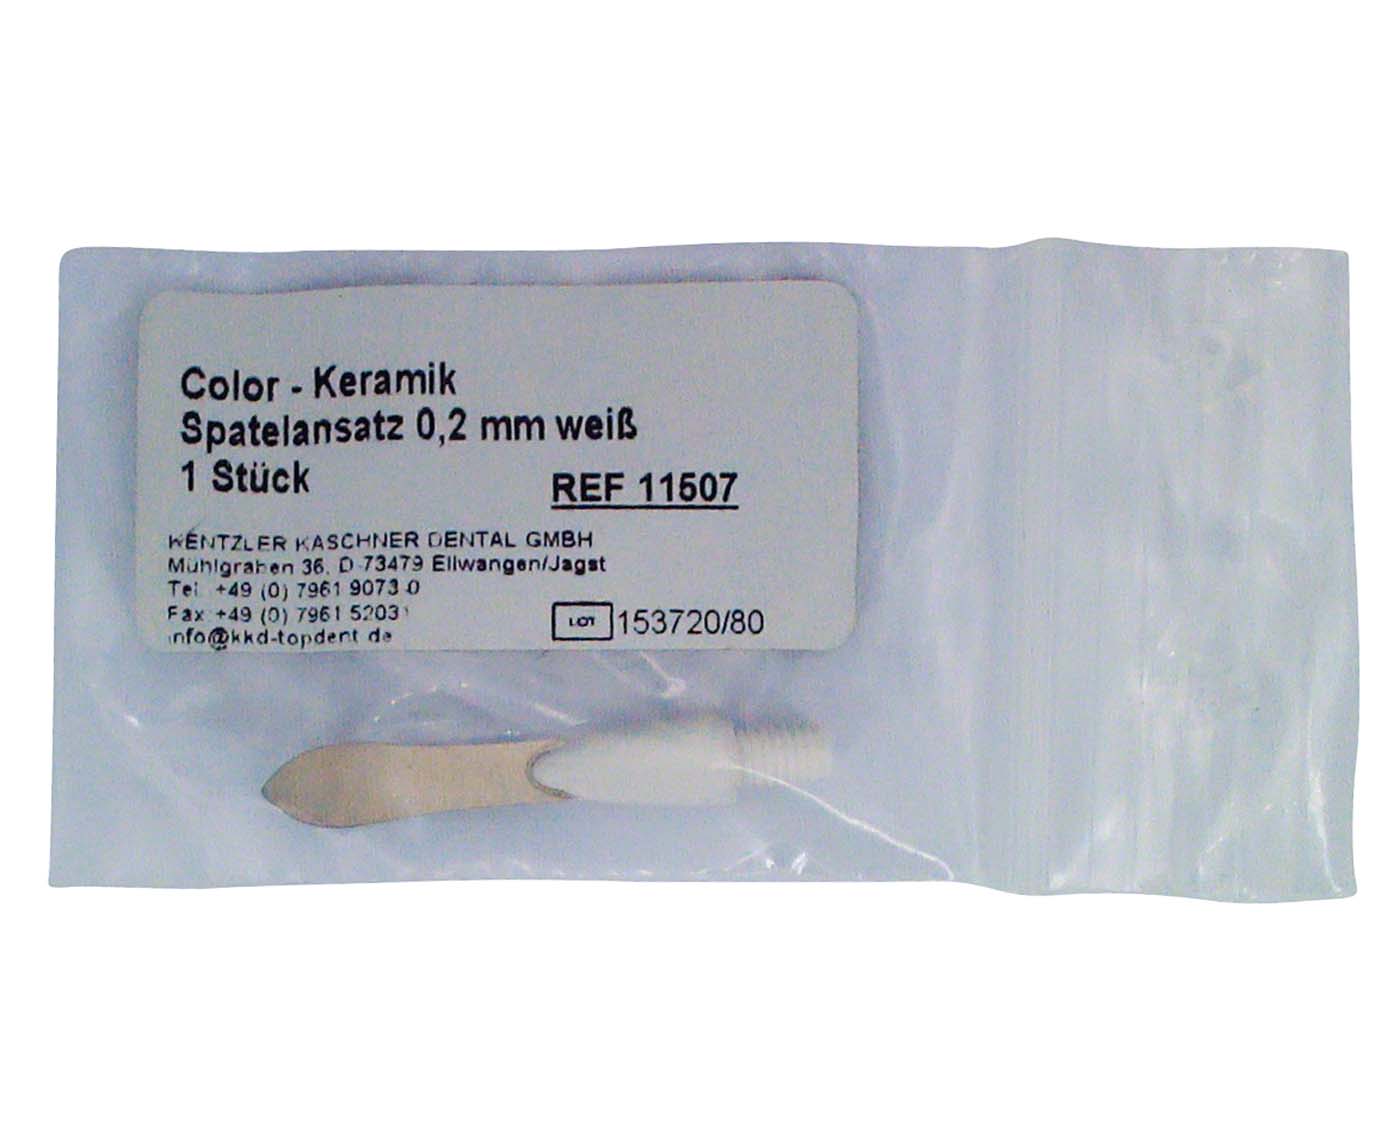 Color - Keramik
Spatelansatz 0,2 mm weiß
1 Stück
REF 11507
KENTZLER KASCHNER DENTAL GMBH
Mühlgraben 36, D-73479 Ellwangen/Jagst
Tel. +49 (0) 7961 9073 0
Fax +49 (0) 7961 52031
info@kkd-topdent.de
LOT 153720/80